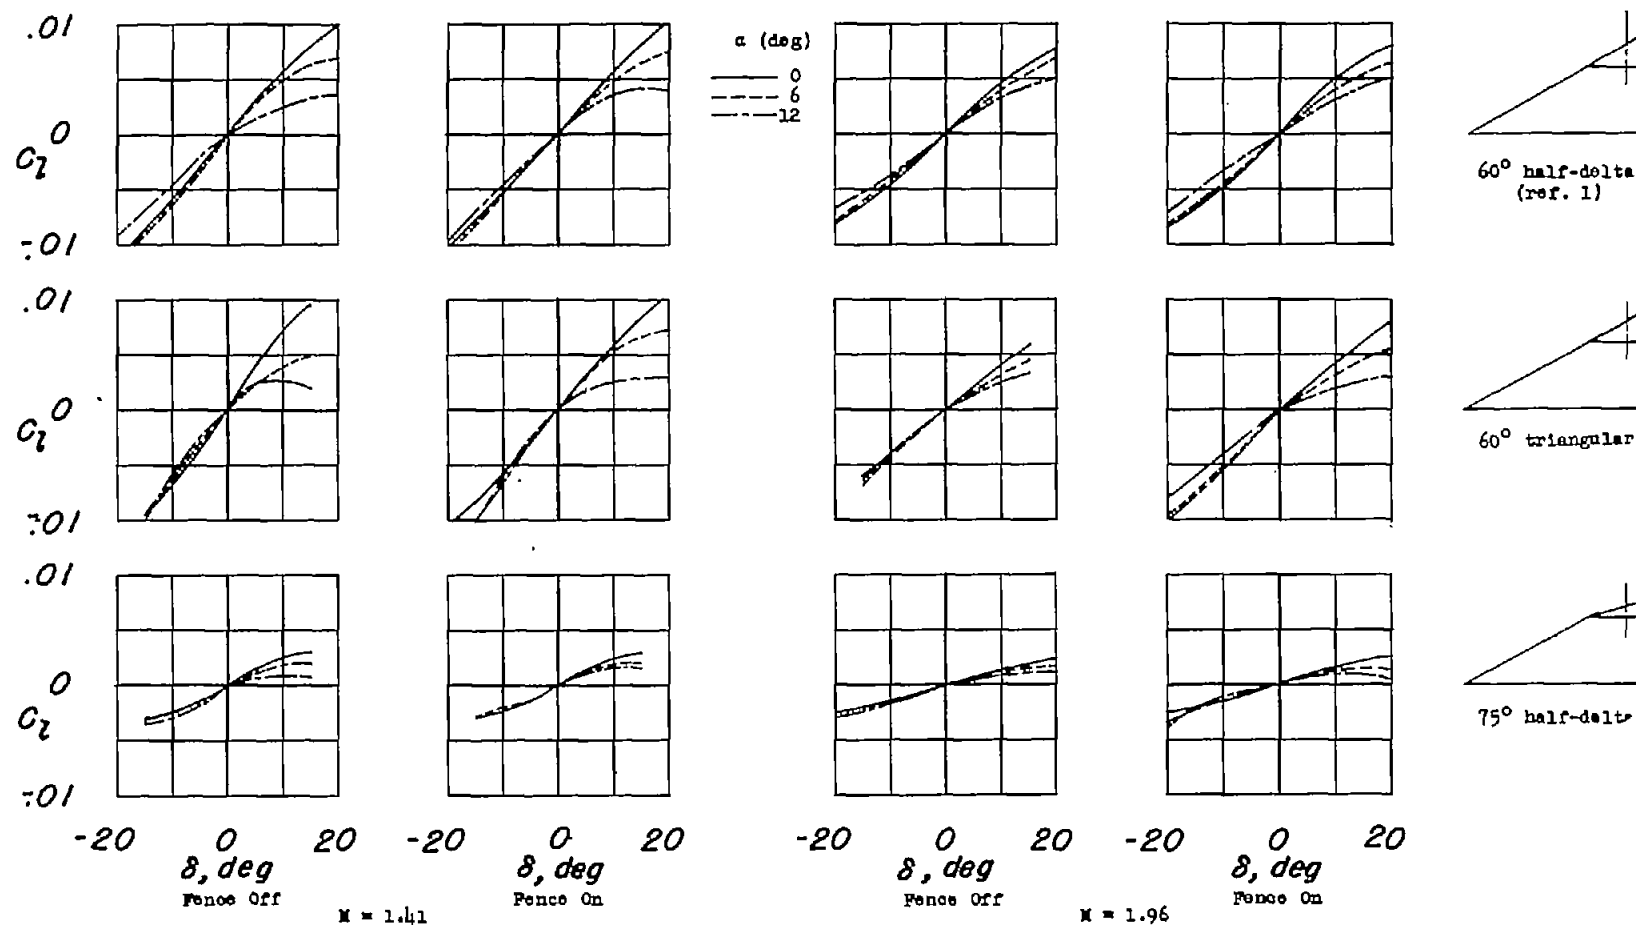 .01
0
C_l
-.01
α (deg)
0
6
12
60° half-delta
(ref. 1)
.01
0
C_l
-.01
60° triangular
.01
0
C_l
-.01
75° half-delt
-20 0 20 -20 0 20 -20 0 20 -20 0 20
δ, deg δ, deg δ, deg δ, deg
Fence Off Fence On Fence Off Fence On
M = 1.41 M = 1.96